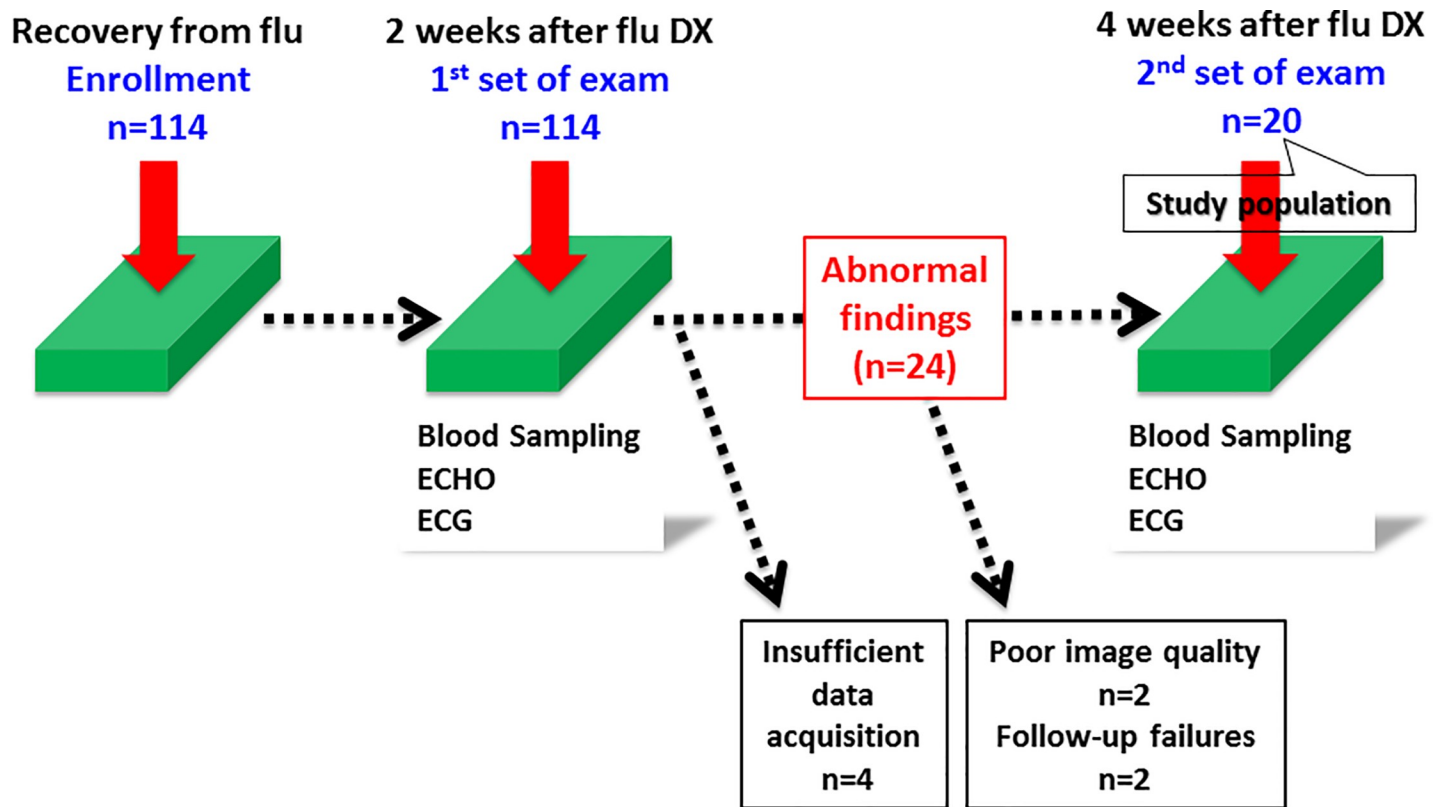 Recovery from flu
Enrollment
n=114
2 weeks after flu DX
1st set of exam
n=114
4 weeks after flu DX
2nd set of exam
n=20
Study population
Abnormal
findings
(n=24)
Blood Sampling
ECHO
ECG
Blood Sampling
ECHO
ECG
Insufficient
data
acquisition
n=4
Poor image quality
n=2
Follow-up failures
n=2